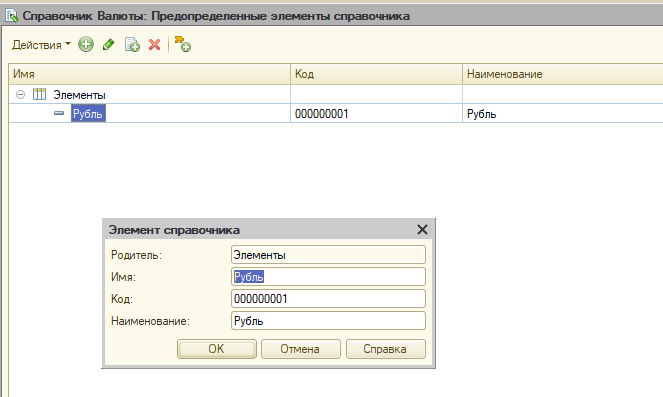 Справочник Валюты: Предопределенные элементы справочника
Действия
Имя Код Наименование
Элементы
Рубль 000000001 Рубль
Элемент справочника
Родитель: Элементы
Имя: Рубль
Код: 000000001
Наименование: Рубль
OK Отмена Справка